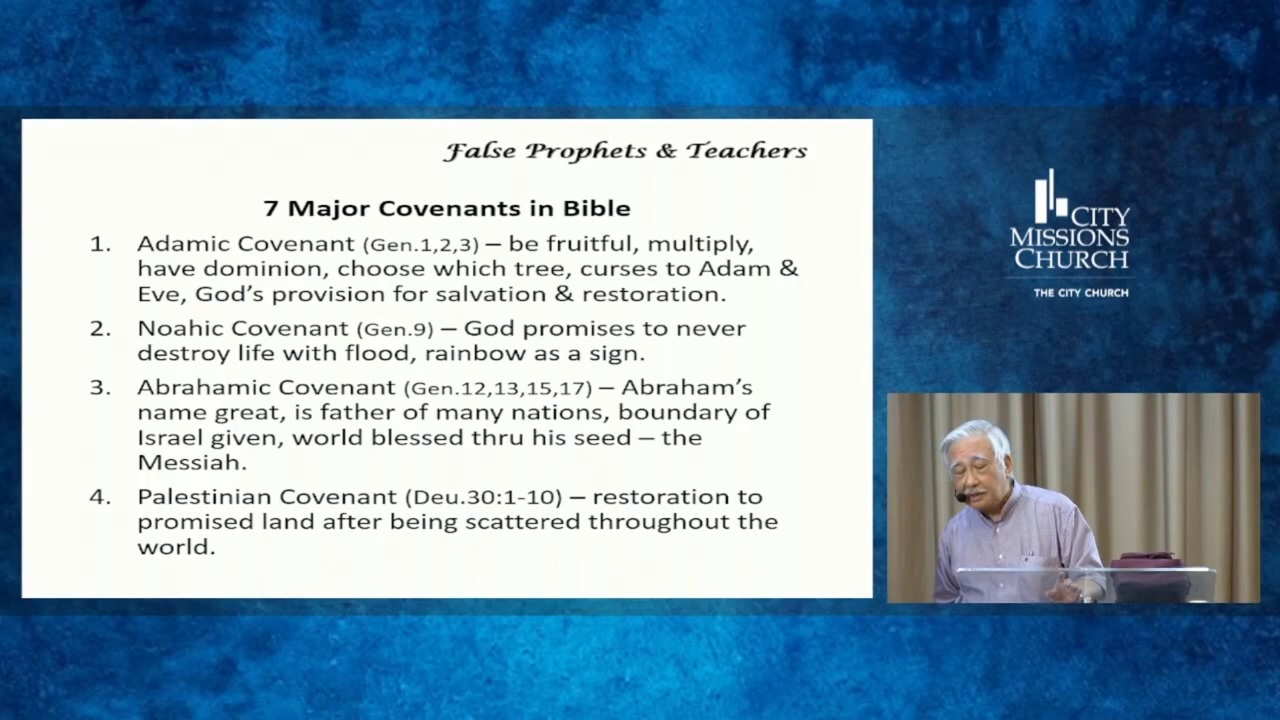 False Prophets & Teachers
7 Major Covenants in Bible
1. Adamic Covenant (Gen.1,2,3) – be fruitful, multiply,
have dominion, choose which tree, curses to Adam &
Eve, God's provision for salvation & restoration.
2. Noahic Covenant (Gen.9) – God promises to never
destroy life with flood, rainbow as a sign.
3. Abrahamic Covenant (Gen.12,13,15,17) – Abraham's
name great, is father of many nations, boundary of
Israel given, world blessed thru his seed – the
Messiah.
4. Palestinian Covenant (Deu.30:1-10) – restoration to
promised land after being scattered throughout the
world.
CITY
MISSIONS
CHURCH
THE CITY CHURCH